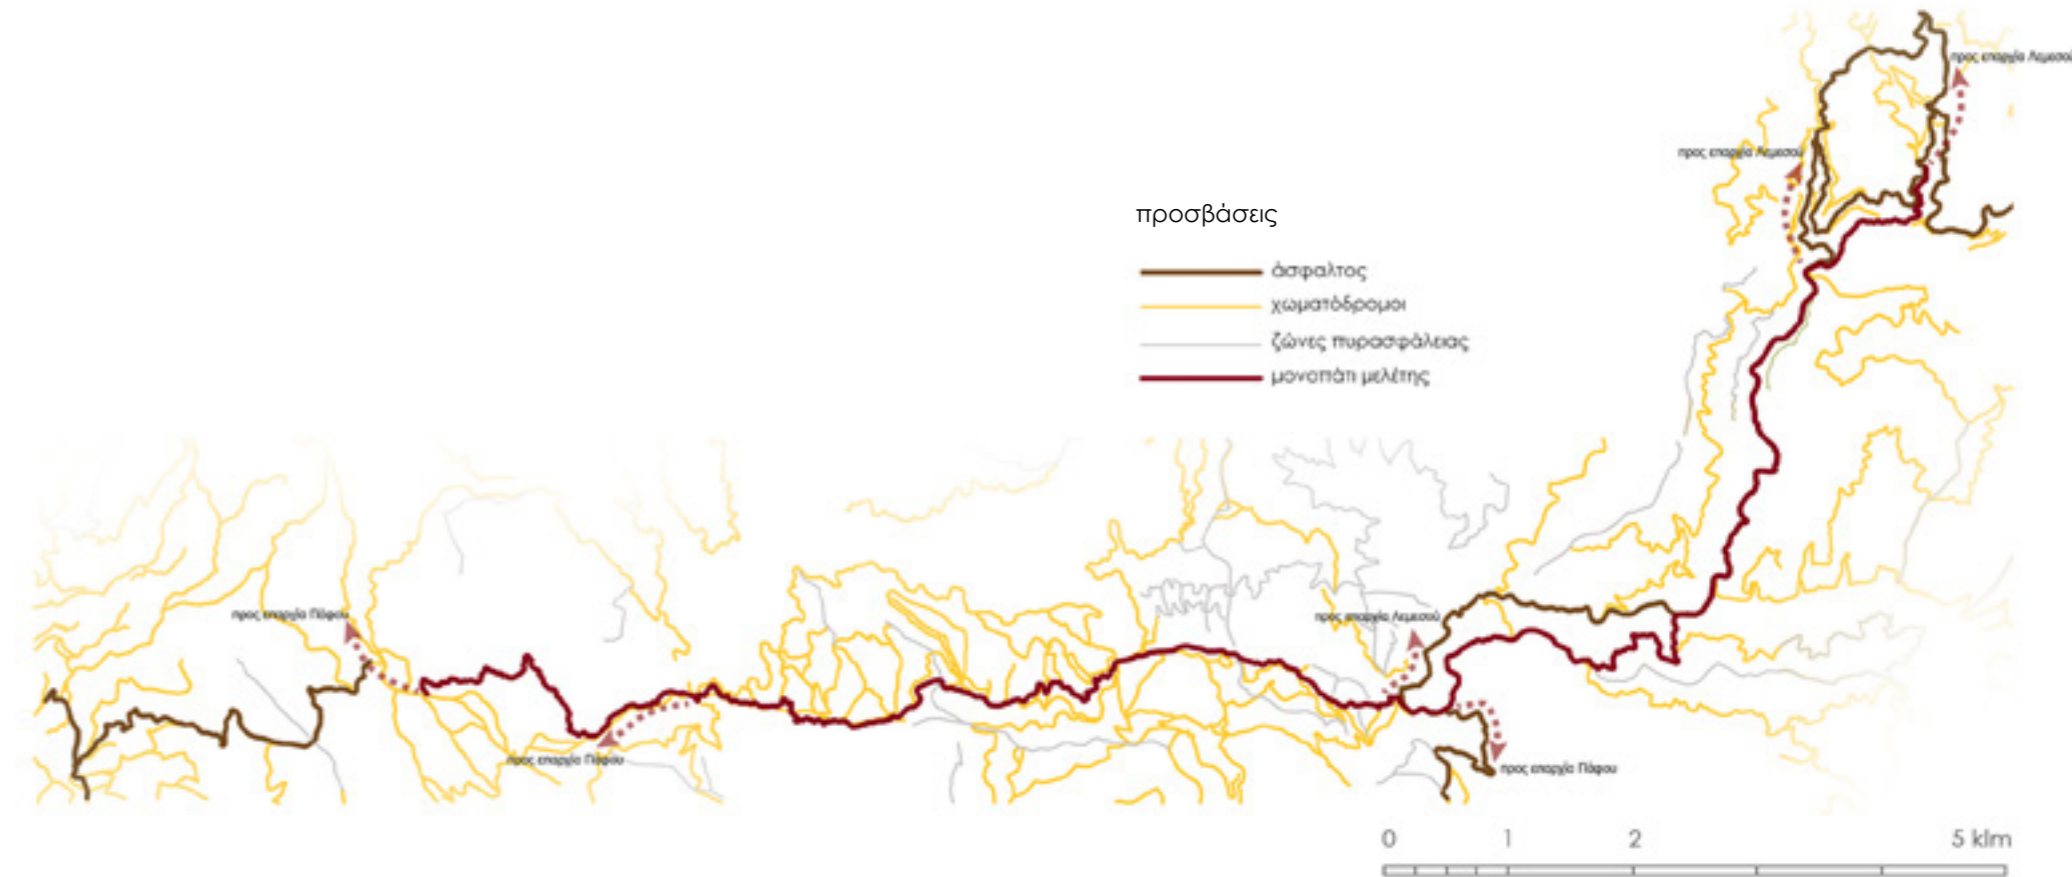 προς επαρχία Λεμεσού
προς επαρχία Λεμεσού
προσβάσεις
άσφαλτος
χωματόδρομοι
ζώνες πυρασφάλειας
μονοπάτι μελέτης
προς επαρχία Πάφου
προς επαρχία Λεμεσού
προς επαρχία Πάφου
προς επαρχία Πάφου
0 1 2 5 klm